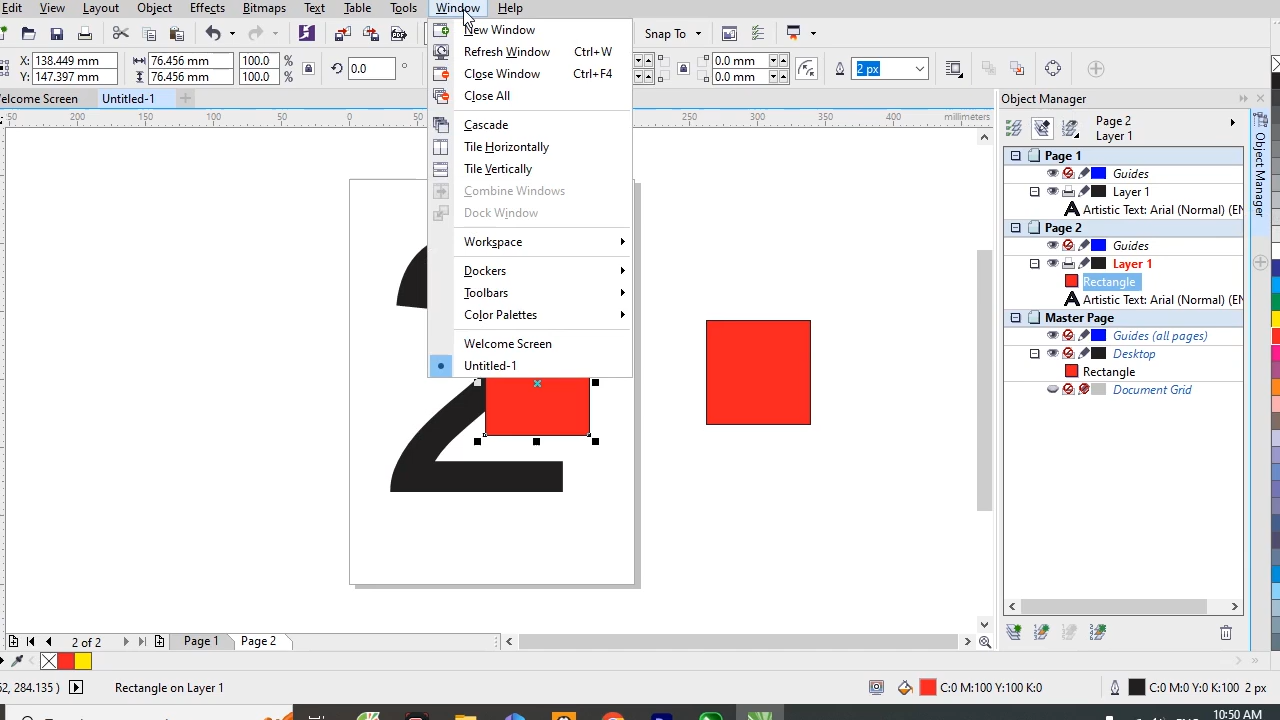 Edit View Layout Object Effects Bitmaps Text Table Tools Window Help
PDF Snap To
X: 138.449 mm 76.456 mm 100.0 % 0.0 ° 0.0 mm 2 px
Y: 147.397 mm 76.456 mm 100.0 % 0.0 mm
elcome Screen Untitled-1
50 200 150 100 50 250 300 350 400 450 millimeters
New Window
Refresh Window Ctrl+W
Close Window Ctrl+F4
Close All
Cascade
Tile Horizontally
Tile Vertically
Combine Windows
Dock Window
Workspace
Dockers
Toolbars
Color Palettes
Welcome Screen
Untitled-1
2
Object Manager
Page 2
Layer 1
Page 1
Guides
Layer 1
Artistic Text: Arial (Normal) (EN
Page 2
Guides
Layer 1
Rectangle
Artistic Text: Arial (Normal) (EN
Master Page
Guides (all pages)
Desktop
Rectangle
Document Grid
Object Manager
2 of 2 Page 1 Page 2
52, 284.135 ) Rectangle on Layer 1 C:0 M:100 Y:100 K:0 C:0 M:0 Y:0 K:100 2 px
10:50 AM